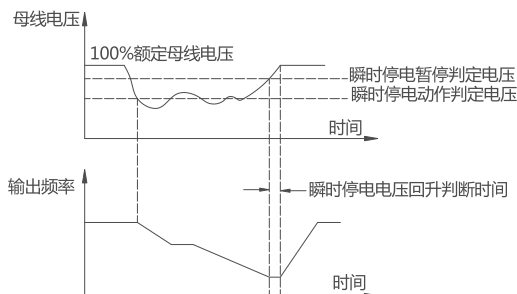 母线电压
100%额定母线电压
瞬时停电暂停判定电压
瞬时停电动作判定电压
时间
输出频率
瞬时停电电压回升判断时间
时间